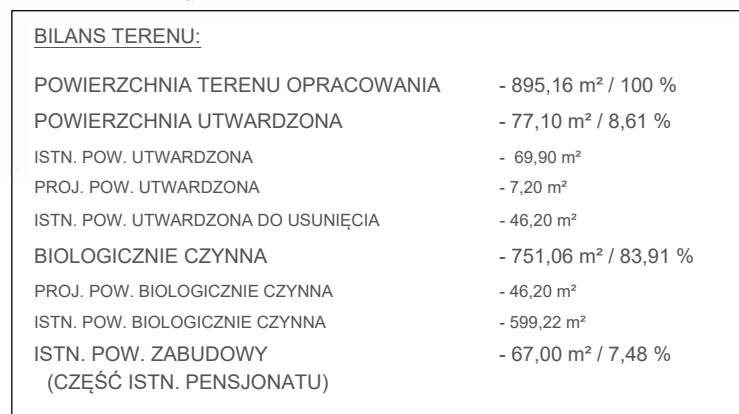 BILANS TERENU:
POWIERZCHNIA TERENU OPRACOWANIA - 895,16 m² / 100 %
POWIERZCHNIA UTWARDZONA - 77,10 m² / 8,61 %
ISTN. POW. UTWARDZONA - 69,90 m²
PROJ. POW. UTWARDZONA - 7,20 m²
ISTN. POW. UTWARDZONA DO USUNIĘCIA - 46,20 m²
BIOLOGICZNIE CZYNNA - 751,06 m² / 83,91 %
PROJ. POW. BIOLOGICZNIE CZYNNA - 46,20 m²
ISTN. POW. BIOLOGICZNIE CZYNNA - 599,22 m²
ISTN. POW. ZABUDOWY - 67,00 m² / 7,48 %
(CZĘŚĆ ISTN. PENSJONATU)